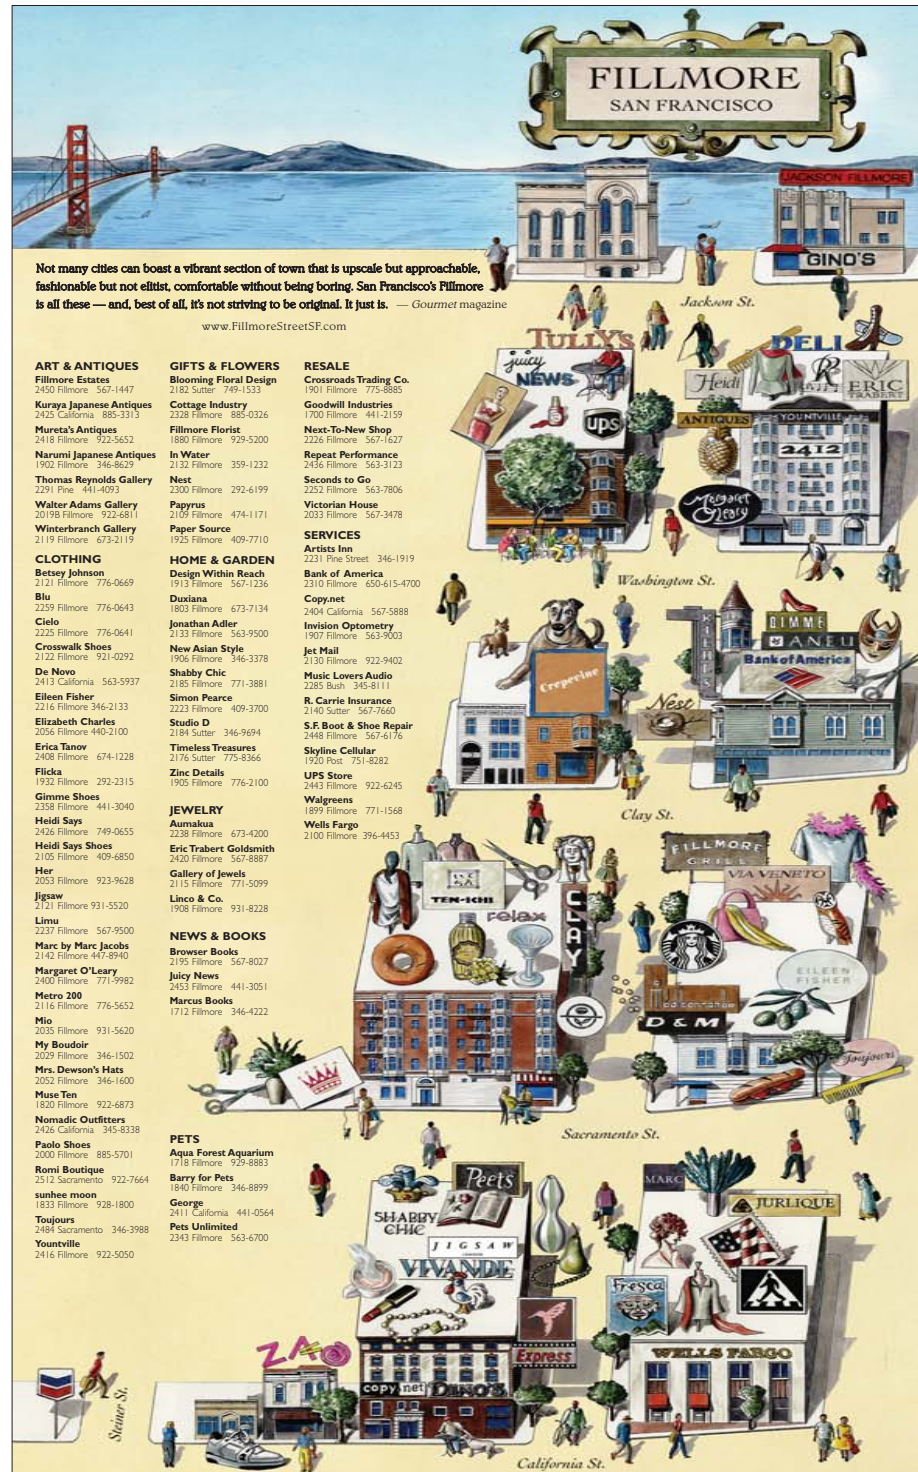 FILLMORE
SAN FRANCISCO
JACKSON FILLMORE
GINO'S
Not many cities can boast a vibrant section of town that is upscale but approachable,
fashionable but not elitist, comfortable without being boring. San Francisco's Fillmore
is all these — and, best of all, it's not striving to be original. It just is. — Gourmet magazine
www.FillmoreStreetSF.com
Jackson St.
ART & ANTIQUES
Fillmore Estates
2450 Fillmore 567-1447
Kuraya Japanese Antiques
2425 California 885-3313
Mureta's Antiques
2418 Fillmore 922-5652
Narumi Japanese Antiques
1902 Fillmore 346-8629
Thomas Reynolds Gallery
2291 Pine 441-4093
Walter Adams Gallery
2019B Fillmore 922-6811
Winterbranch Gallery
2119 Fillmore 673-2119
CLOTHING
Betsey Johnson
2121 Fillmore 776-0669
Blu
2259 Fillmore 776-0643
Cielo
2225 Fillmore 776-0641
Crosswalk Shoes
2122 Fillmore 921-0292
De Novo
2413 California 563-5937
Eileen Fisher
2216 Fillmore 346-2133
Elizabeth Charles
2056 Fillmore 440-2100
Erica Tanov
2408 Fillmore 674-1228
Flicka
1932 Fillmore 292-2315
Gimme Shoes
2358 Fillmore 441-3040
Heidi Says
2426 Fillmore 749-0655
Heidi Says Shoes
2105 Fillmore 409-6850
Her
2053 Fillmore 923-9628
Jigsaw
2121 Fillmore 931-5520
Limu
2237 Fillmore 567-9500
Marc by Marc Jacobs
2142 Fillmore 447-8940
Margaret O'Leary
2400 Fillmore 771-9982
Metro 200
2116 Fillmore 776-5652
Mio
2035 Fillmore 931-5620
My Boudoir
2029 Fillmore 346-1502
Mrs. Dewson's Hats
2052 Fillmore 346-1600
Muse Ten
1820 Fillmore 922-6873
Nomadic Outfitters
2426 California 345-8338
Paolo Shoes
2000 Fillmore 885-5701
Romi Boutique
2512 Sacramento 922-7664
sunhee moon
1833 Fillmore 928-1800
Toujours
2484 Sacramento 346-3988
Yountville
2416 Fillmore 922-5050
GIFTS & FLOWERS
Blooming Floral Design
2182 Sutter 749-1533
Cottage Industry
2328 Fillmore 885-0326
Fillmore Florist
1880 Fillmore 929-5200
In Water
2132 Fillmore 359-1232
Nest
2300 Fillmore 292-6199
Papyrus
2109 Fillmore 474-1171
Paper Source
1925 Fillmore 409-7710
HOME & GARDEN
Design Within Reach
1913 Fillmore 567-1236
Duxiana
1803 Fillmore 673-7134
Jonathan Adler
2133 Fillmore 563-9500
New Asian Style
1906 Fillmore 346-3378
Shabby Chic
2185 Fillmore 771-3881
Simon Pearce
2223 Fillmore 409-3700
Studio D
2184 Sutter 346-9694
Timeless Treasures
2176 Sutter 775-8366
Zinc Details
1905 Fillmore 776-2100
JEWELRY
Aumakua
2238 Fillmore 673-4200
Eric Trabert Goldsmith
2420 Fillmore 567-8887
Gallery of Jewels
2115 Fillmore 771-5099
Linco & Co.
1908 Fillmore 931-8228
NEWS & BOOKS
Browser Books
2195 Fillmore 567-8027
Juicy News
2453 Fillmore 441-3051
Marcus Books
1712 Fillmore 346-4222
PETS
Aqua Forest Aquarium
1718 Fillmore 929-8883
Barry for Pets
1840 Fillmore 346-8899
George
2411 California 441-0564
Pets Unlimited
2343 Fillmore 563-6700
RESALE
Crossroads Trading Co.
1901 Fillmore 775-8885
Goodwill Industries
1700 Fillmore 441-2159
Next-To-New Shop
2226 Fillmore 567-1627
Repeat Performance
2436 Fillmore 563-3123
Seconds to Go
2252 Fillmore 563-7806
Victorian House
2033 Fillmore 567-3478
SERVICES
Artists Inn
2231 Pine Street 346-1919
Bank of America
2310 Fillmore 650-615-4700
Copy.net
2404 California 567-5888
Invision Optometry
1907 Fillmore 563-9003
Jet Mail
2130 Fillmore 922-9402
Music Lovers Audio
2285 Bush 345-8111
R. Carrie Insurance
2140 Sutter 567-7660
S.F. Boot & Shoe Repair
2448 Fillmore 567-6176
Skyline Cellular
1920 Post 751-8282
UPS Store
2443 Fillmore 922-6245
Walgreens
1899 Fillmore 771-1568
Wells Fargo
2100 Fillmore 396-4453
TULLY'S
juicy
NEWS
ups
DELI
Heidi
ERIC
TRABERT
ANTIQUES
YOUNTVILLE
2412
Margaret
O'Leary
Washington St.
Creperine
KIEHL'S
GIMME
Bank of America
Nest
Clay St.
TEN-ICHI
relax
CLAY
FILLMORE
GRILL
VIA VENETO
EILEEN
FISHER
D & M
Toujours
Sacramento St.
Peets
SHABBY
CHIC
JIGSAW
VIVANDE
Express
ZAO
copy.net
DINO'S
MARC
JURLIQUE
Fresca
WELLS FARGO
Steiner St.
California St.